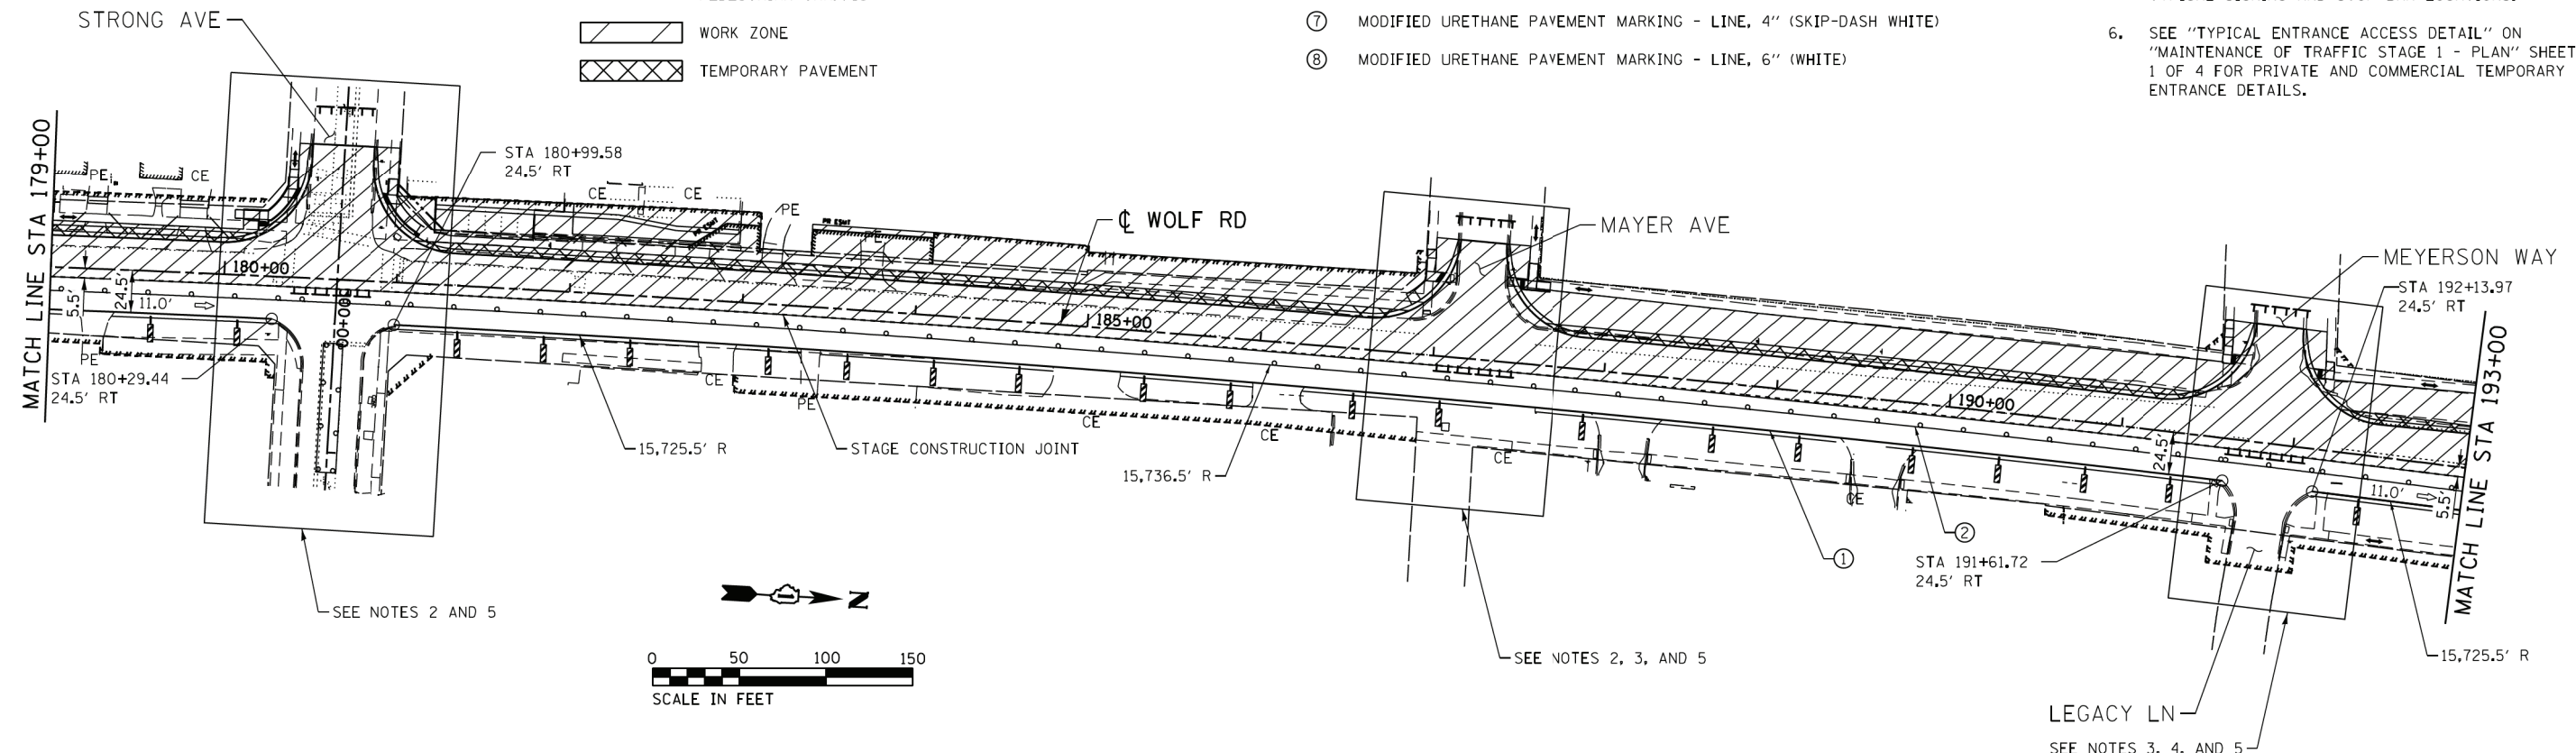 STRONG AVE
WORK ZONE
TEMPORARY PAVEMENT
7 MODIFIED URETHANE PAVEMENT MARKING - LINE, 4" (SKIP-DASH WHITE)
8 MODIFIED URETHANE PAVEMENT MARKING - LINE, 6" (WHITE)
6. SEE "TYPICAL ENTRANCE ACCESS DETAIL" ON
"MAINTENANCE OF TRAFFIC STAGE 1 - PLAN" SHEET
1 OF 4 FOR PRIVATE AND COMMERCIAL TEMPORARY
ENTRANCE DETAILS.
MATCH LINE STA 179+00
PE
CE
STA 180+99.58
24.5' RT
CE
CE
PE
PR ESMT
PR ESMT
℄ WOLF RD
MAYER AVE
MEYERSON WAY
STA 192+13.97
24.5' RT
180+00
24.5'
5.5'
11.0'
00+00
185+00
190+00
PE
STA 180+29.44
24.5' RT
CE
PE
CE
CE
CE
CE
24.5'
11.0'
5.5'
MATCH LINE STA 193+00
15,725.5' R
STAGE CONSTRUCTION JOINT
15,736.5' R
1
2
STA 191+61.72
24.5' RT
SEE NOTES 2 AND 5
N
0 50 100 150
SCALE IN FEET
SEE NOTES 2, 3, AND 5
15,725.5' R
LEGACY LN
SEE NOTES 3, 4, AND 5